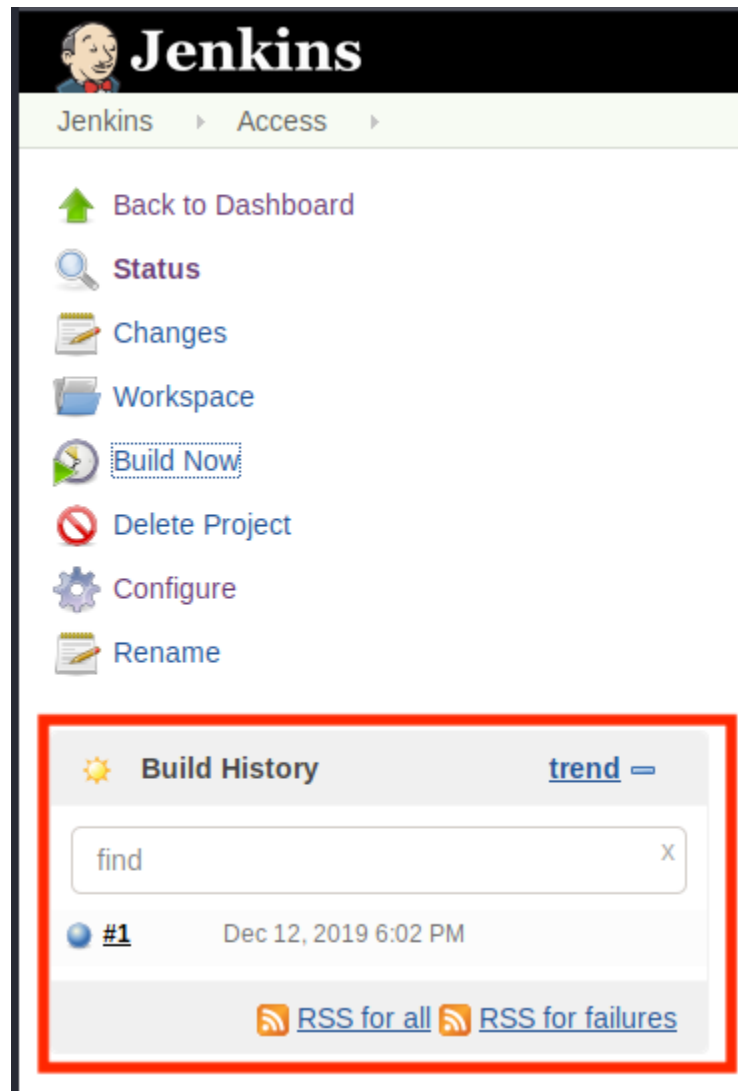 Jenkins
Jenkins Access
Back to Dashboard
Status
Changes
Workspace
Build Now
Delete Project
Configure
Rename
Build History trend
find x
#1 Dec 12, 2019 6:02 PM
RSS for all RSS for failures